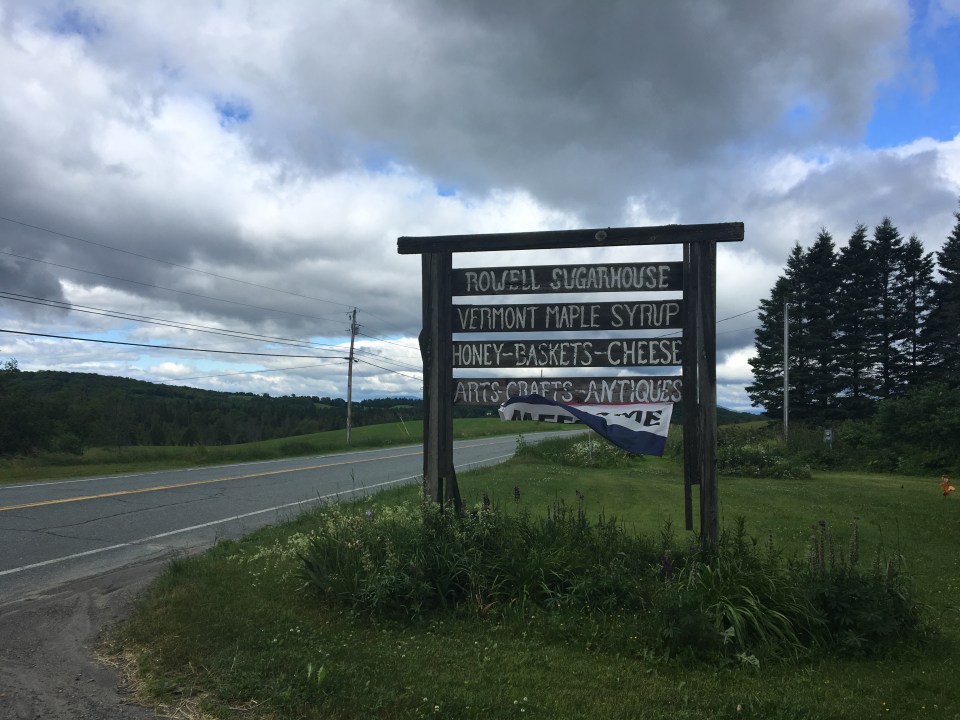 ROWELL SUGARHOUSE
VERMONT MAPLE SYRUP
HONEY-BASKETS-CHEESE
ARTS-CRAFTS-ANTIQUES